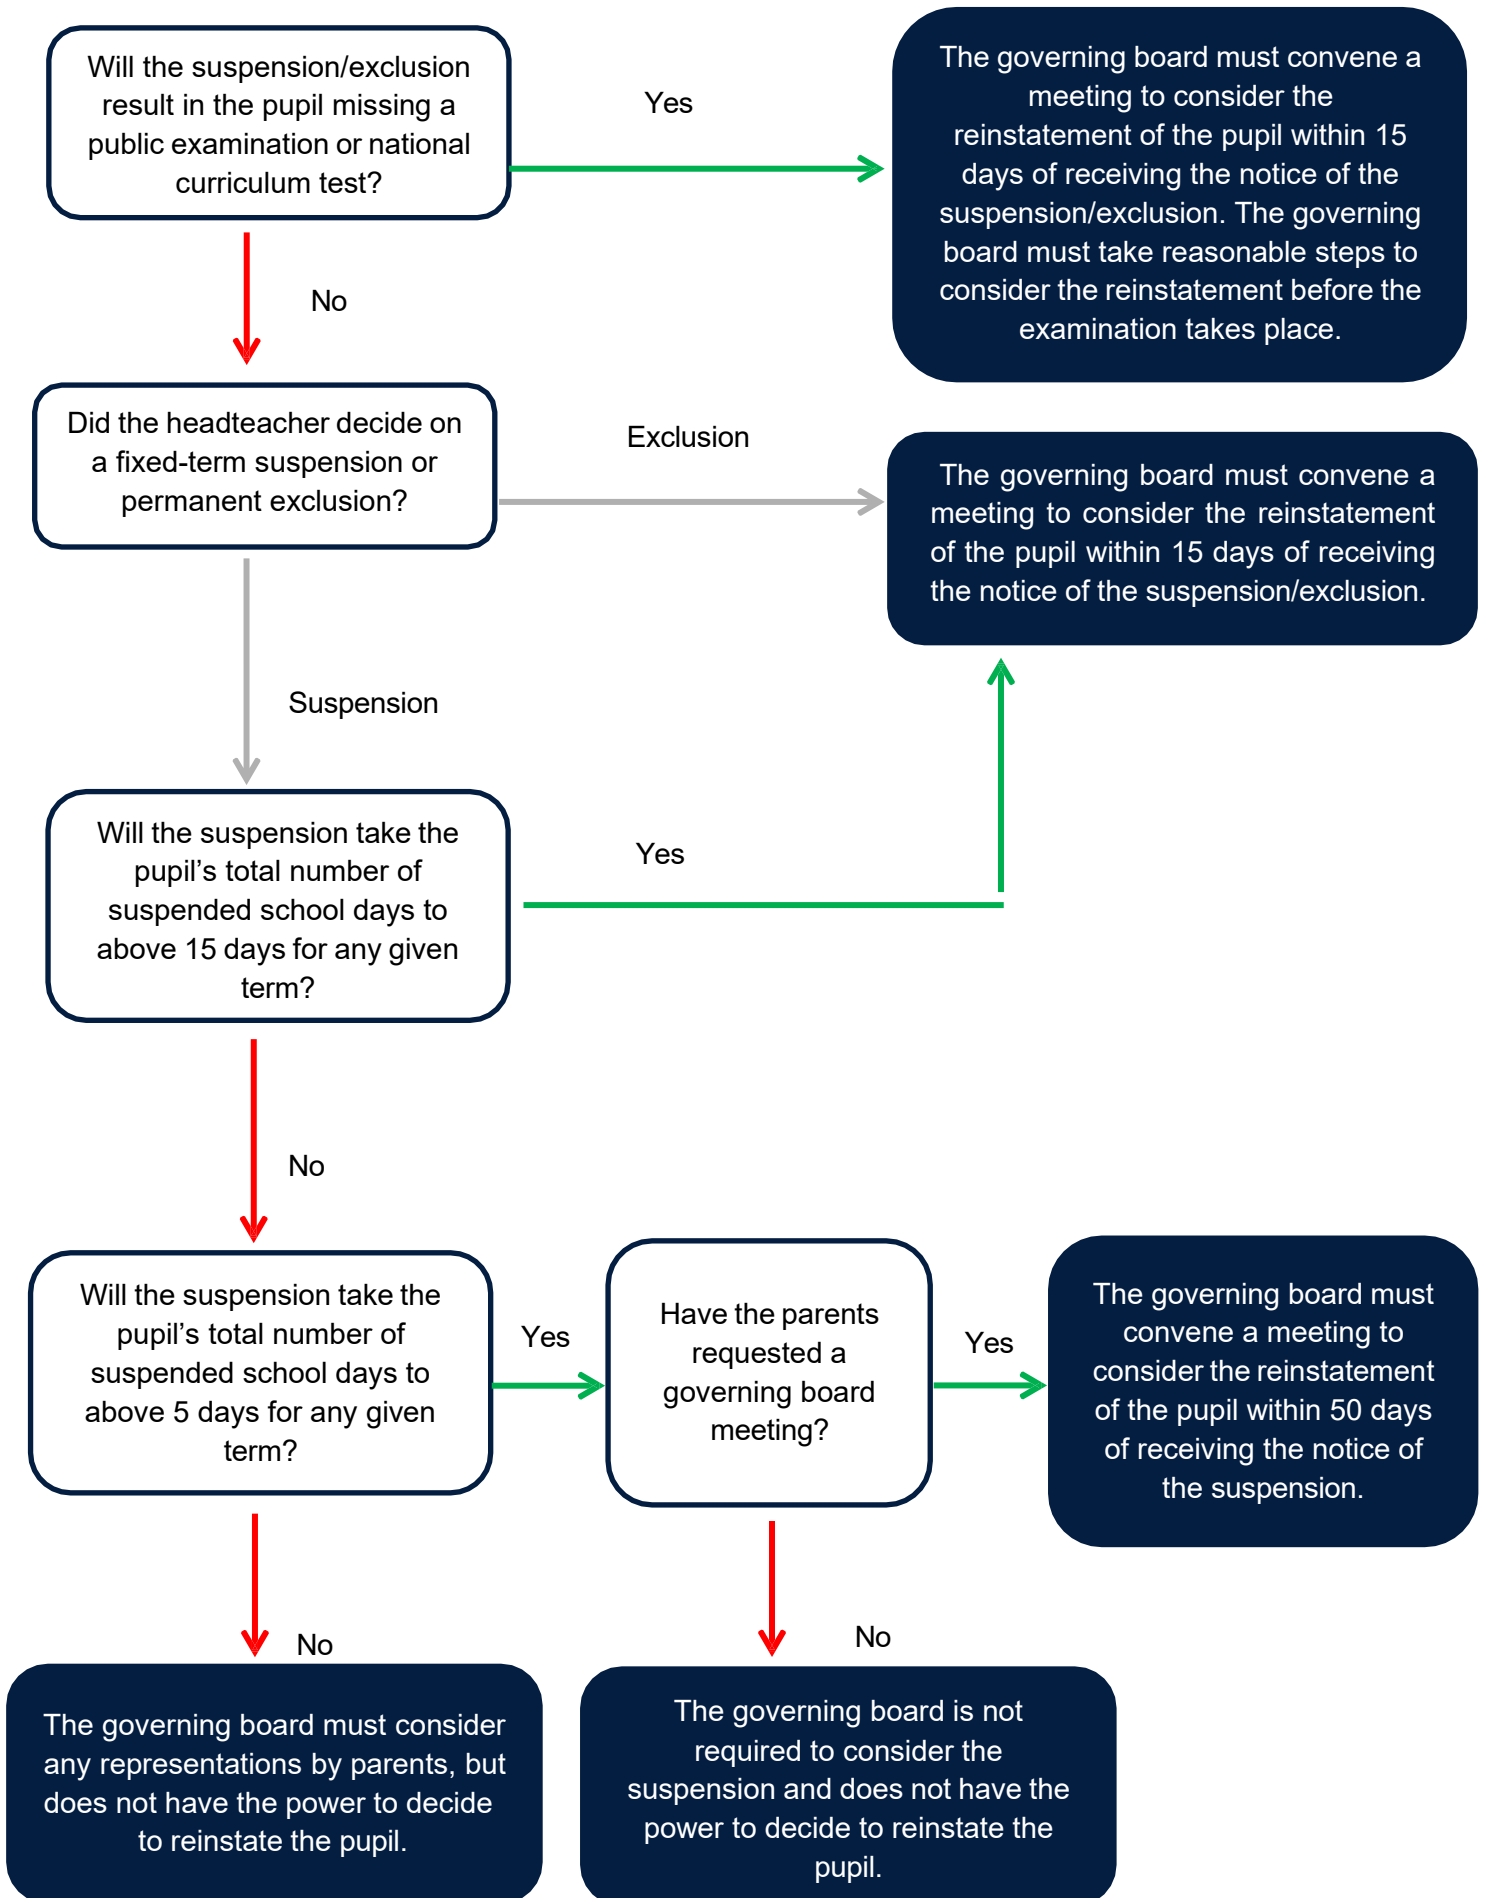 Will the suspension/exclusion
result in the pupil missing a
public examination or national
curriculum test?
Yes
The governing board must convene a
meeting to consider the
reinstatement of the pupil within 15
days of receiving the notice of the
suspension/exclusion. The governing
board must take reasonable steps to
consider the reinstatement before the
examination takes place.
No
Did the headteacher decide on
a fixed-term suspension or
permanent exclusion?
Exclusion
The governing board must convene a
meeting to consider the reinstatement
of the pupil within 15 days of receiving
the notice of the suspension/exclusion.
Suspension
Will the suspension take the
pupil’s total number of
suspended school days to
above 15 days for any given
term?
Yes
No
Will the suspension take the
pupil’s total number of
suspended school days to
above 5 days for any given
term?
Yes
Have the parents
requested a
governing board
meeting?
Yes
The governing board must
convene a meeting to
consider the reinstatement
of the pupil within 50 days
of receiving the notice of
the suspension.
No
The governing board must consider
any representations by parents, but
does not have the power to decide
to reinstate the pupil.
No
The governing board is not
required to consider the
suspension and does not have the
power to decide to reinstate the
pupil.